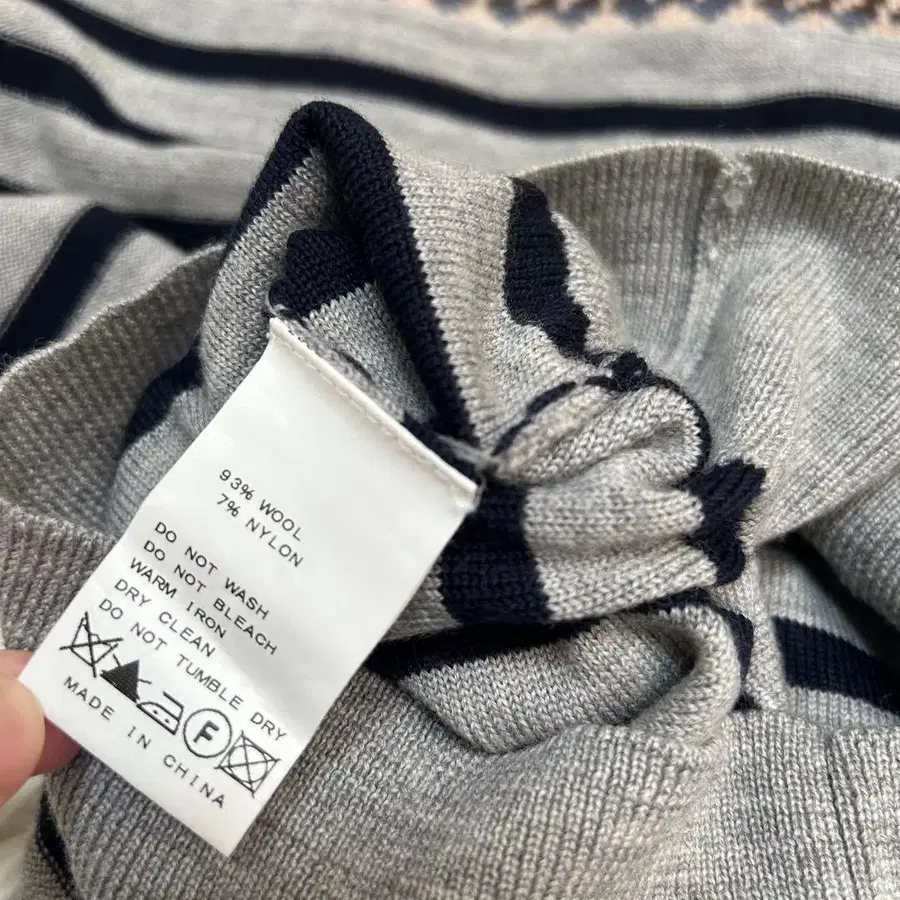 93% WOOL
7% NYLON
DO NOT WASH
DO NOT BLEACH
WARM IRON
DRY CLEAN
DO NOT TUMBLE DRY
F
MADE IN CHINA